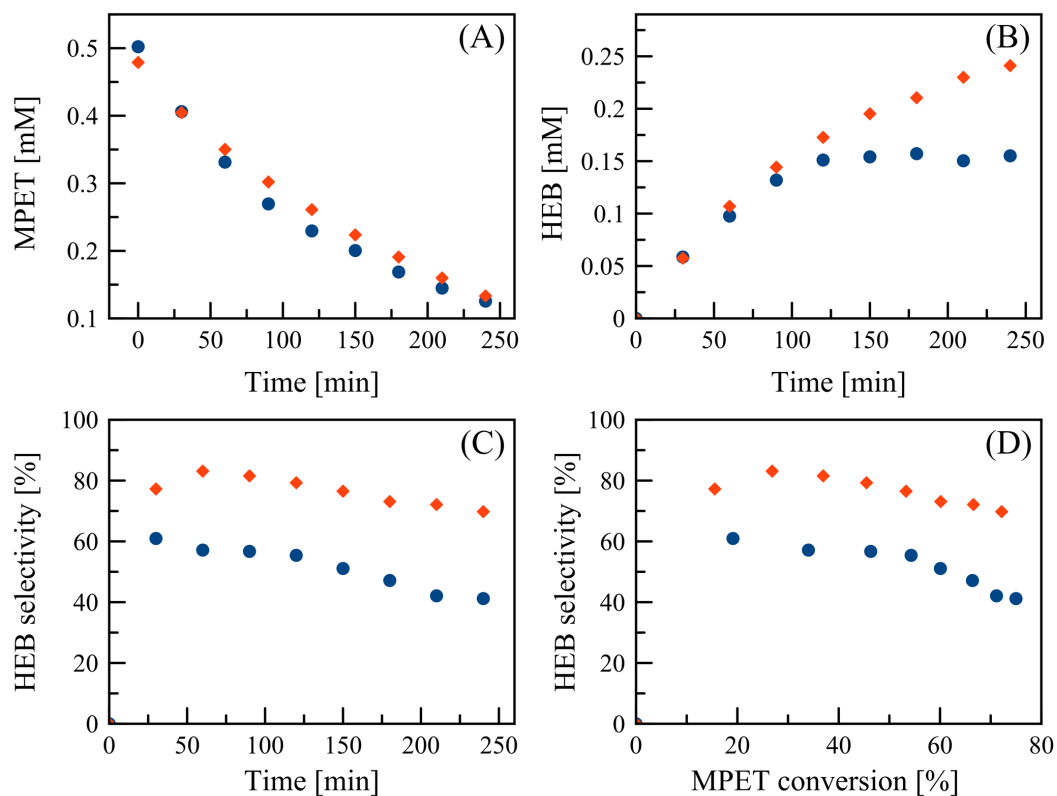 (A)
MPET [mM]
0.5
0.4
0.3
0.2
0.1
0 50 100 150 200 250
Time [min]
(B)
HEB [mM]
0.25
0.2
0.15
0.1
0.05
0
0 50 100 150 200 250
Time [min]
(C)
HEB selectivity [%]
100
80
60
40
20
0
0 50 100 150 200 250
Time [min]
(D)
HEB selectivity [%]
100
80
60
40
20
0
0 20 40 60 80
MPET conversion [%]